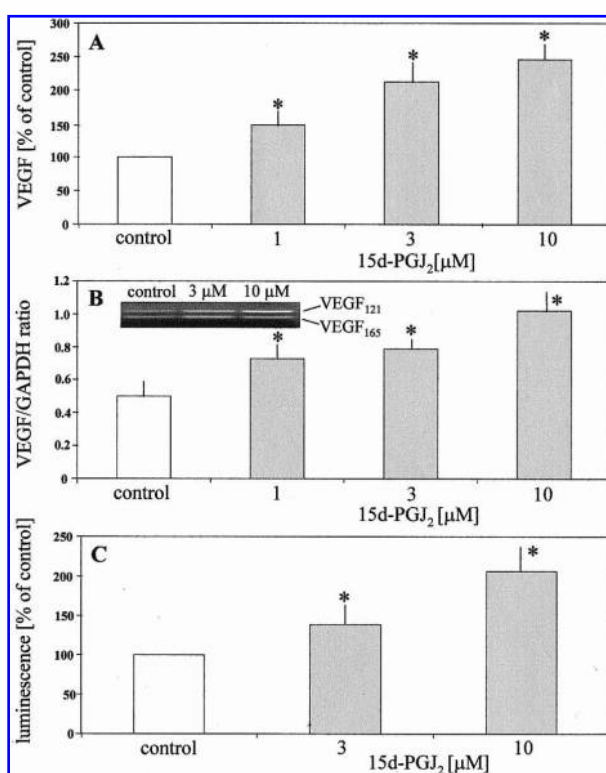 A
VEGF [% of control]
300
250
200
150
100
50
0
*
*
*
control
1
3
10
15d-PGJ2[µM]
B
VEGF/GAPDH ratio
1.2
1.0
0.8
0.6
0.4
0.2
0
control 3 µM 10 µM
VEGF121
VEGF165
*
*
*
control
1
3
10
15d-PGJ2 [µM]
C
luminescence [% of control]
250
200
150
100
50
0
*
*
control
3
10
15d-PGJ2 [µM]